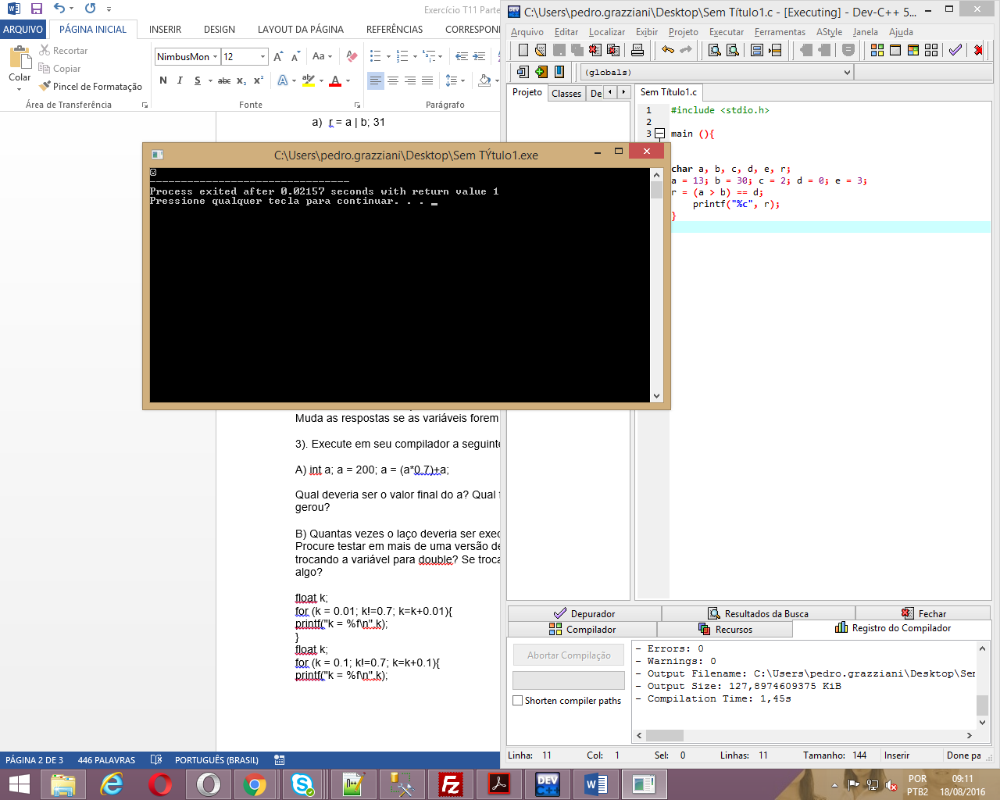 Exercício T11 Parte
ARQUIVO PÁGINA INICIAL INSERIR DESIGN LAYOUT DA PÁGINA REFERÊNCIAS CORRESPON
Colar
Recortar
Copiar
Pincel de Formatação
Área de Transferência
NimbusMon 12
N I S abc x₂ x²
Fonte
Parágrafo
a) r = a | b; 31
Muda as respostas se as variáveis forem
3). Execute em seu compilador a seguinte
A) int a; a = 200; a = (a*0.7)+a;
Qual deveria ser o valor final do a? Qual
gerou?
B) Quantas vezes o laço deveria ser exec
Procure testar em mais de uma versão de
trocando a variável para double? Se troca
algo?
float k;
for (k = 0.01; k!=0.7; k=k+0.01){
printf("k = %f\n",k);
}
float k;
for (k = 0.1; k!=0.7; k=k+0.1){
printf("k = %f\n",k);
PÁGINA 2 DE 3 446 PALAVRAS PORTUGUÊS (BRASIL)
C:\Users\pedro.grazziani\Desktop\Sem TÝtulo1.exe
☺
--------------------------------
Process exited after 0.02157 seconds with return value 1
Pressione qualquer tecla para continuar. . . _
C:\Users\pedro.grazziani\Desktop\Sem Título1.c - [Executing] - Dev-C++ 5...
Arquivo Editar Localizar Exibir Projeto Executar Ferramentas AStyle Janela Ajuda
(globals)
Projeto Classes De
Sem Título1.c
1 #include <stdio.h>
2
3 main (){
char a, b, c, d, e, r;
a = 13; b = 30; c = 2; d = 0; e = 3;
r = (a > b) == d;
printf("%c", r);
}
Depurador Resultados da Busca Fechar
Compilador Recursos Registro do Compilador
Abortar Compilação
Shorten compiler paths
- Errors: 0
- Warnings: 0
- Output Filename: C:\Users\pedro.grazziani\Desktop\Ser
- Output Size: 127,8974609375 KiB
- Compilation Time: 1,45s
Linha: 11 Col: 1 Sel: 0 Linhas: 11 Tamanho: 144 Inserir Done pa
POR
PTB2
09:11
18/08/2016